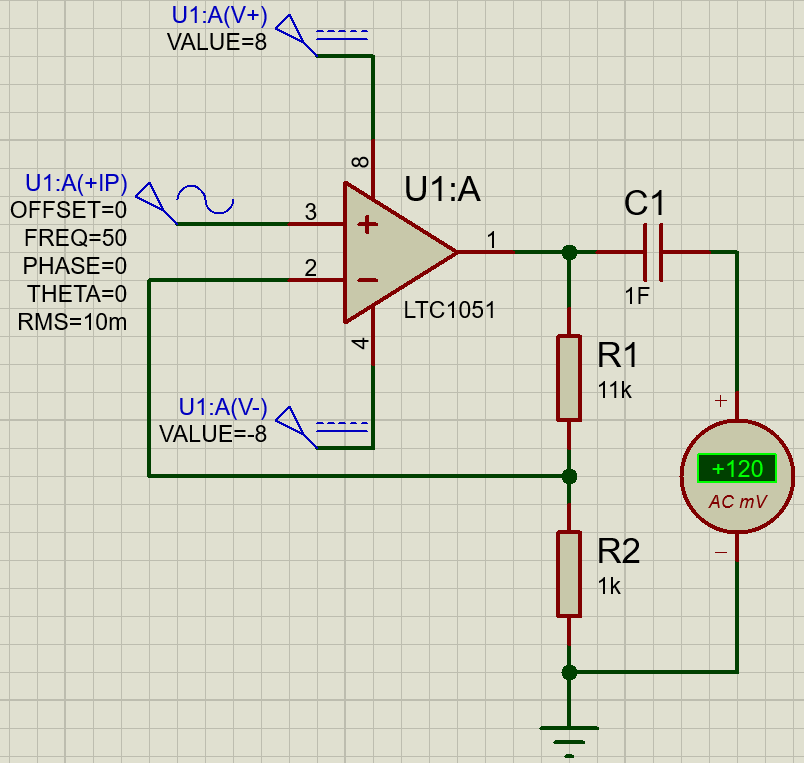 U1:A(V+)
VALUE=8
8
U1:A
U1:A(+IP)
OFFSET=0
FREQ=50
PHASE=0
THETA=0
RMS=10m
3
+
2
−
1
C1
1F
LTC1051
4
R1
11k
U1:A(V-)
VALUE=-8
+
+120
AC mV
−
R2
1k